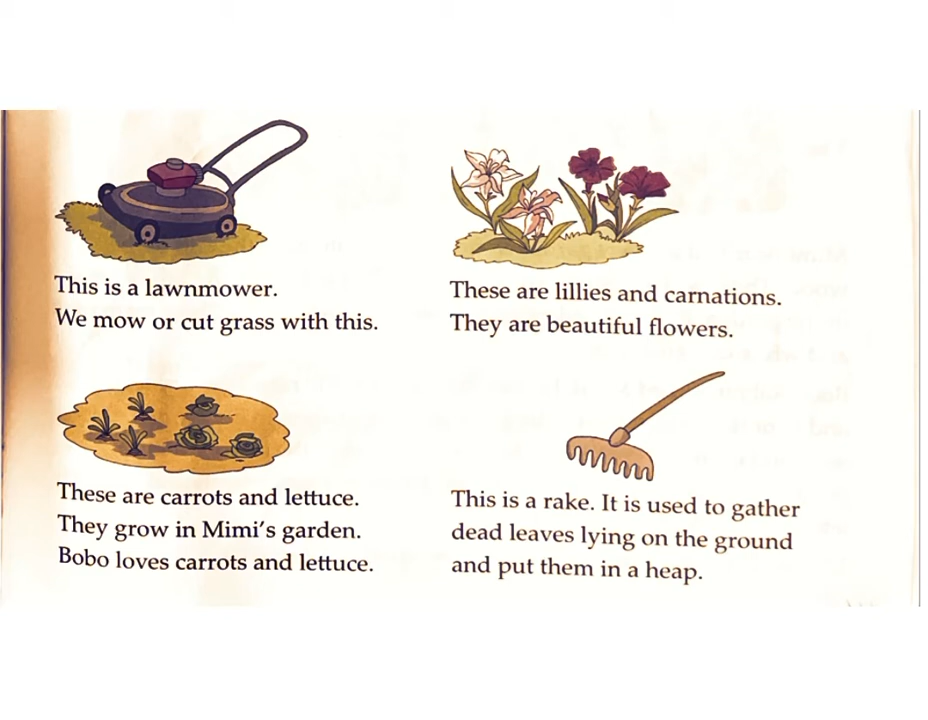 This is a lawnmower.
We mow or cut grass with this.
These are lillies and carnations.
They are beautiful flowers.
These are carrots and lettuce.
They grow in Mimi's garden.
Bobo loves carrots and lettuce.
This is a rake. It is used to gather
dead leaves lying on the ground
and put them in a heap.